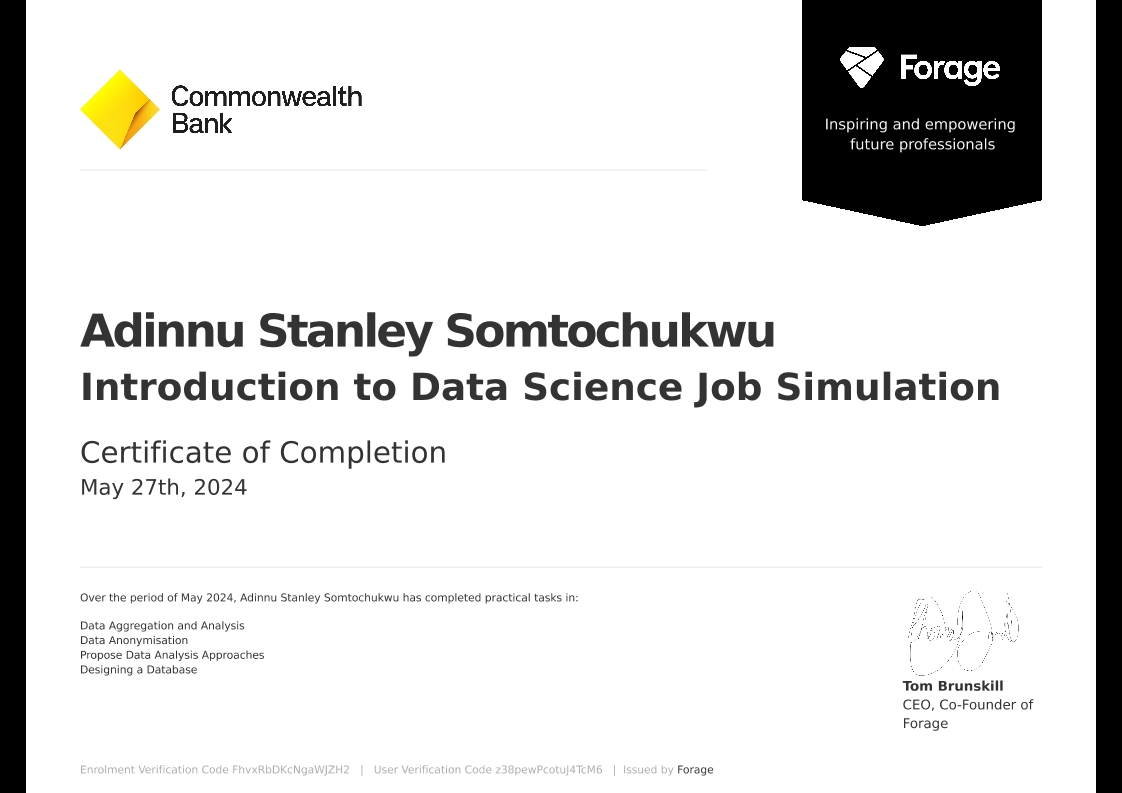 Commonwealth
Bank
Forage
Inspiring and empowering
future professionals
Adinnu Stanley Somtochukwu
Introduction to Data Science Job Simulation
Certificate of Completion
May 27th, 2024
Over the period of May 2024, Adinnu Stanley Somtochukwu has completed practical tasks in:
Data Aggregation and Analysis
Data Anonymisation
Propose Data Analysis Approaches
Designing a Database
Tom Brunskill
CEO, Co-Founder of
Forage
Enrolment Verification Code FhvxRbDKcNgaWJZH2 | User Verification Code z38pewPcotuJ4TcM6 | Issued by Forage